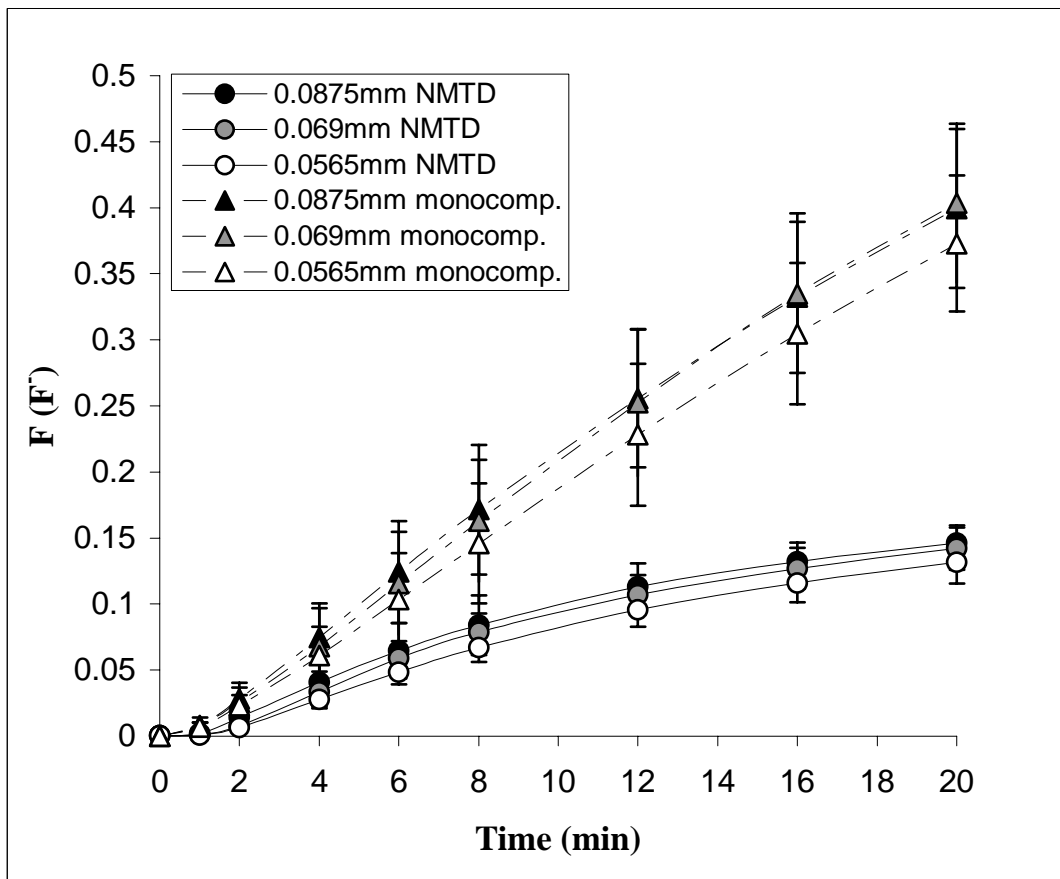 0.5
0.45
0.4
0.35
0.3
0.25
0.2
0.15
0.1
0.05
0
F (F-)
0.0875mm NMTD
0.069mm NMTD
0.0565mm NMTD
0.0875mm monocomp.
0.069mm monocomp.
0.0565mm monocomp.
0 2 4 6 8 10 12 14 16 18 20
Time (min)